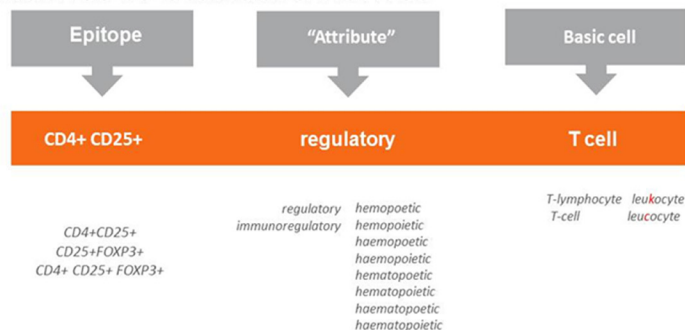 Epitope
“Attribute”
Basic cell
CD4+ CD25+
regulatory
T cell
CD4+CD25+
CD25+FOXP3+
CD4+ CD25+ FOXP3+
regulatory
immunoregulatory
hemopoetic
hemopoietic
haemopoetic
haemopoietic
hematopoetic
hematopoietic
haematopoetic
haematopoietic
T-lymphocyte leukocyte
T-cell leucocyte